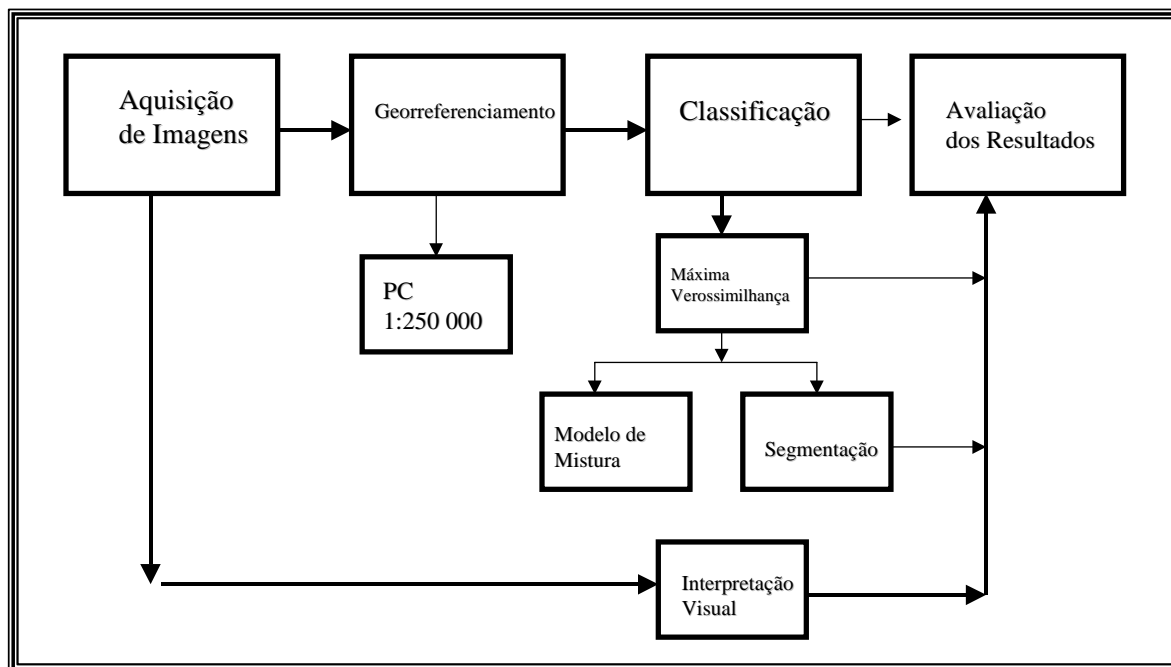 Aquisição
de Imagens
Georreferenciamento
Classificação
Avaliação
dos Resultados
PC
1:250 000
Máxima
Verossimilhança
Modelo de
Mistura
Segmentação
Interpretação
Visual